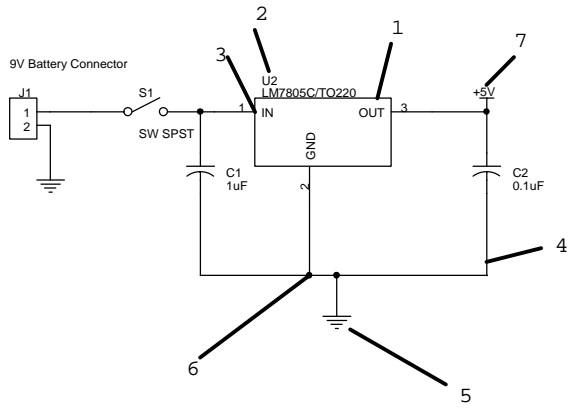 2
1
3
7
9V Battery Connector
U2
LM7805C/TO220
+5V
J1
S1
1
2
1
IN
OUT
3
SW SPST
GND
2
C1
1uF
C2
0.1uF
4
6
5